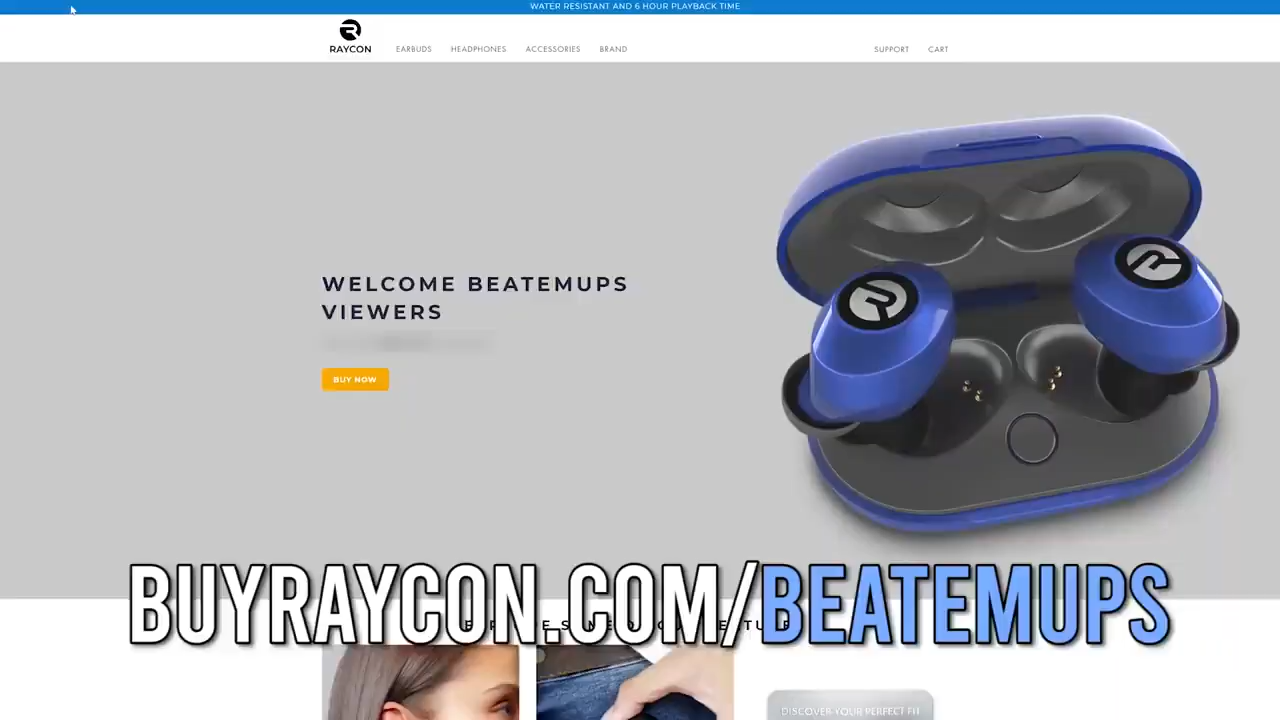 WATER RESISTANT AND 6 HOUR PLAYBACK TIME
RAYCON
EARBUDS
HEADPHONES
ACCESSORIES
BRAND
SUPPORT
CART
WELCOME BEATEMUPS
VIEWERS
BUY NOW
BUYRAYCON.COM/BEATEMUPS
DISCOVER YOUR PERFECT FIT